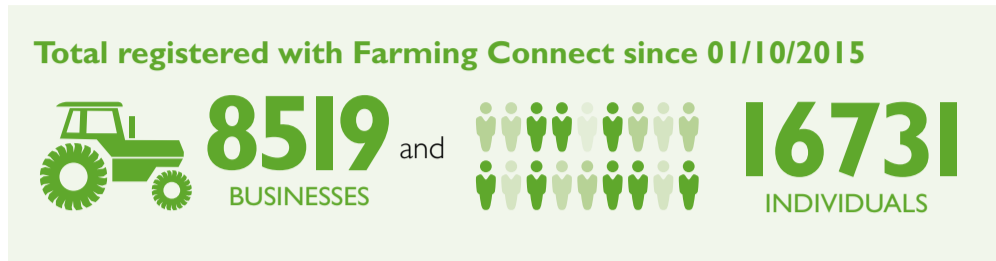 Total registered with Farming Connect since 01/10/2015
8519 and 16731
BUSINESSES INDIVIDUALS